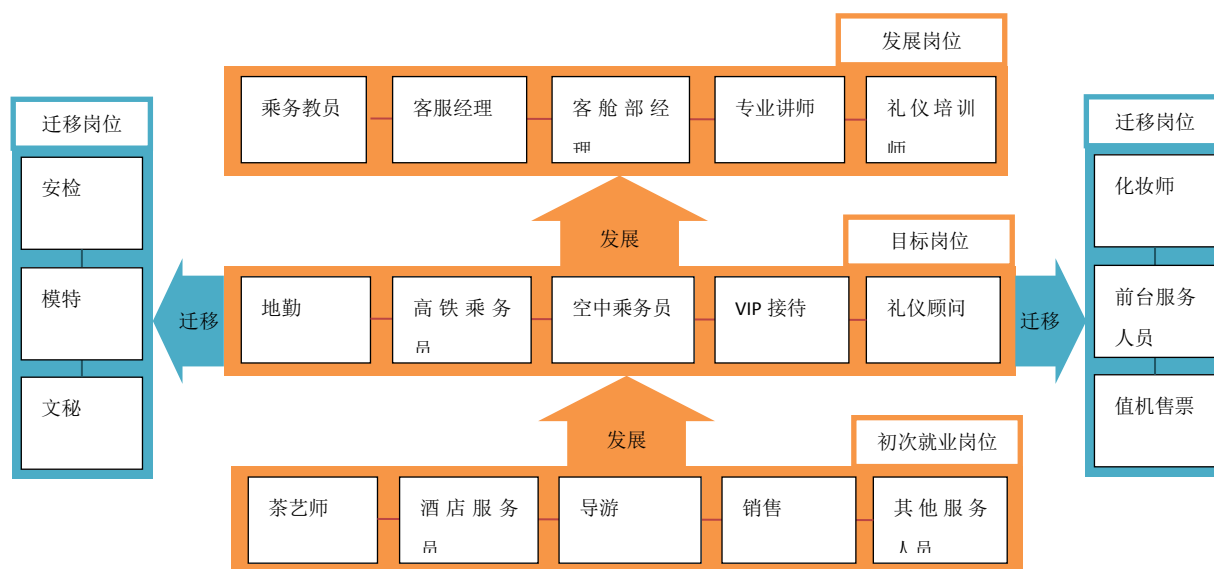 发展岗位
乘务教员
客服经理
客舱部经
理
专业讲师
礼仪培训
师
迁移岗位
安检
模特
文秘
迁移岗位
化妆师
前台服务
人员
值机售票
发展
目标岗位
迁移
地勤
高铁乘务
员
空中乘务员
VIP 接待
礼仪顾问
迁移
发展
初次就业岗位
茶艺师
酒店服务
员
导游
销售
其他服务
人员